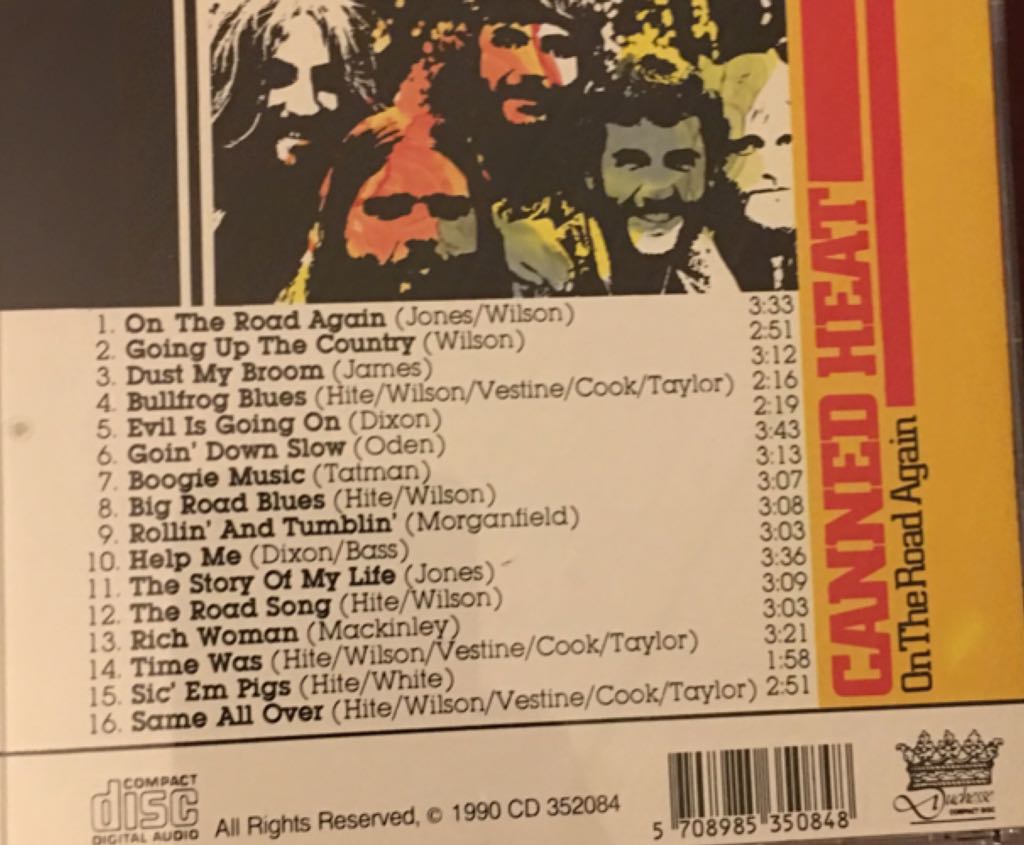 1. On The Road Again (Jones/Wilson) 3:33
2. Going Up The Country (Wilson) 2:51
3. Dust My Broom (James) 3:12
4. Bullfrog Blues (Hite/Wilson/Vestine/Cook/Taylor) 2:16
5. Evil Is Going On (Dixon) 2:19
6. Goin' Down Slow (Oden) 3:43
7. Boogie Music (Tatman) 3:13
8. Big Road Blues (Hite/Wilson) 3:07
9. Rollin' And Tumblin' (Morganfield) 3:08
10. Help Me (Dixon/Bass) 3:03
11. The Story Of My Life (Jones) 3:36
12. The Road Song (Hite/Wilson) 3:09
13. Rich Woman (Mackinley) 3:03
14. Time Was (Hite/Wilson/Vestine/Cook/Taylor) 3:21
15. Sic' Em Pigs (Hite/White) 1:58
16. Same All Over (Hite/Wilson/Vestine/Cook/Taylor) 2:51
CANNED HEAT
On The Road Again
COMPACT
disc
DIGITAL AUDIO
All Rights Reserved, © 1990 CD 352084
5 708985 350848
Duchesse
COMPACT DISC